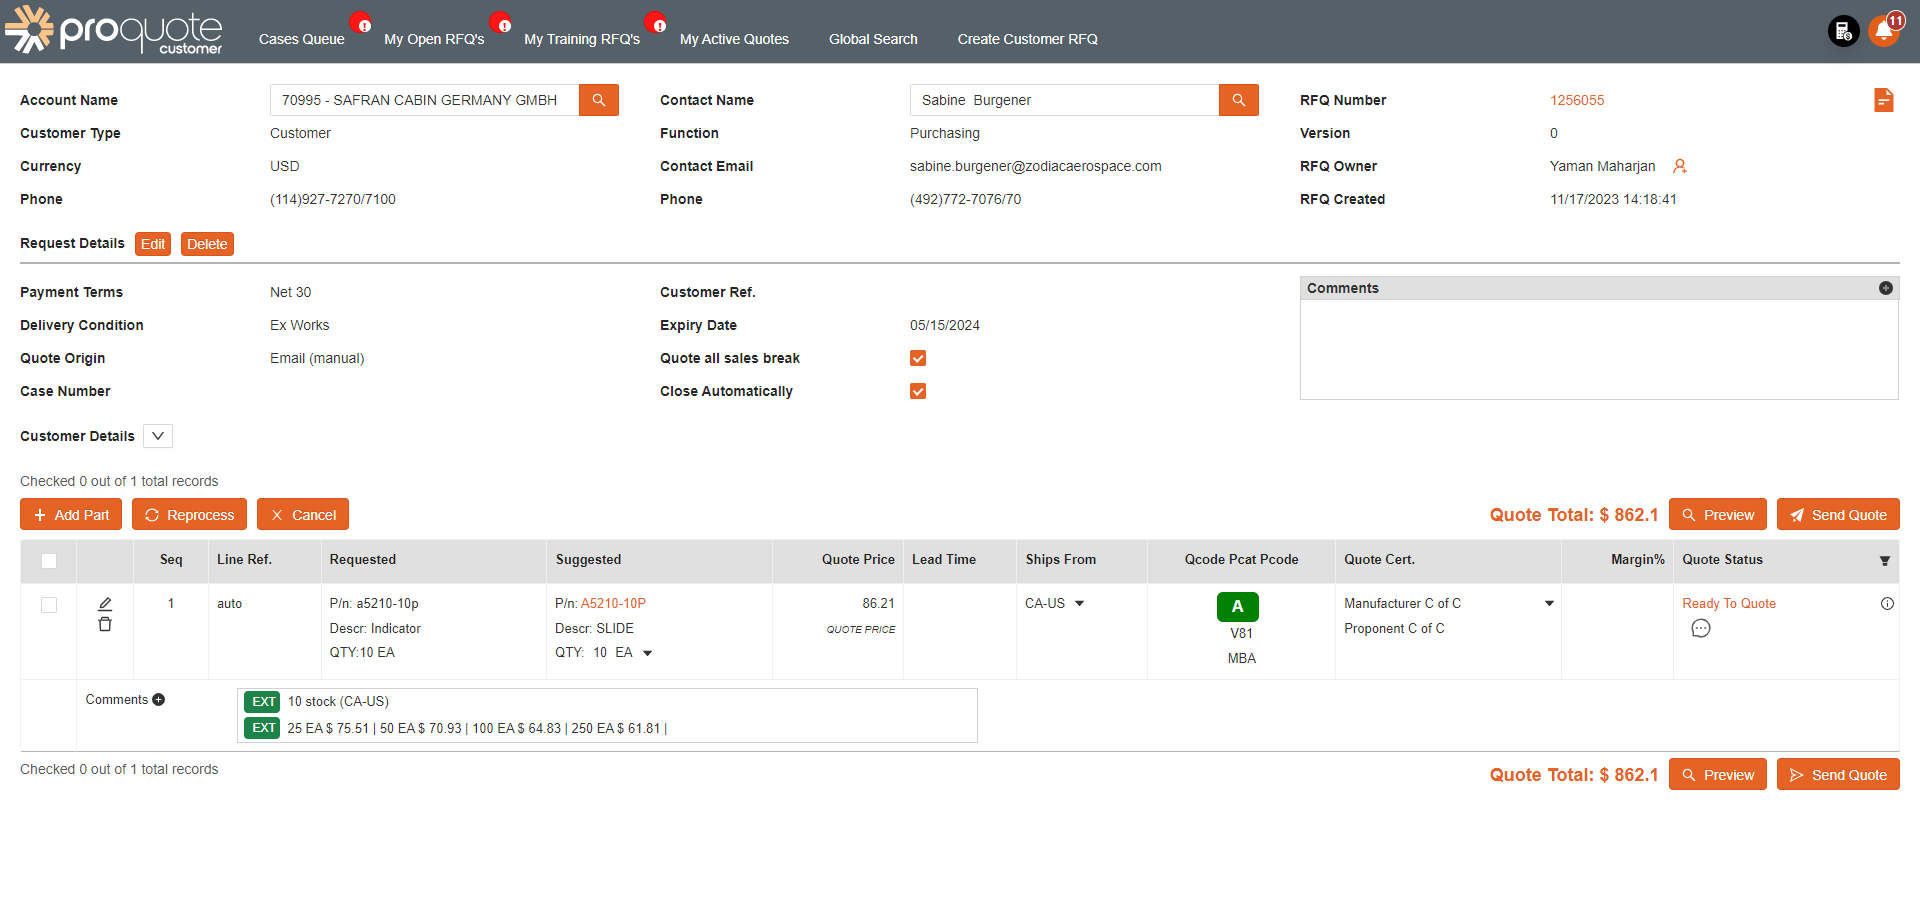 proquote
customer
Cases Queue
My Open RFQ's
My Training RFQ's
My Active Quotes
Global Search
Create Customer RFQ
11
Account Name 70995 - SAFRAN CABIN GERMANY GMBH Contact Name Sabine Burgener RFQ Number 1256055
Customer Type Customer Function Purchasing Version 0
Currency USD Contact Email sabine.burgener@zodiacaerospace.com RFQ Owner Yaman Maharjan
Phone (114)927-7270/7100 Phone (492)772-7076/70 RFQ Created 11/17/2023 14:18:41
Request Details Edit Delete
Payment Terms Net 30 Customer Ref. Comments
Delivery Condition Ex Works Expiry Date 05/15/2024
Quote Origin Email (manual) Quote all sales break
Case Number Close Automatically
Customer Details
Checked 0 out of 1 total records
Add Part Reprocess Cancel Quote Total: $ 862.1 Preview Send Quote
Seq Line Ref. Requested Suggested Quote Price Lead Time Ships From Qcode Pcat Pcode Quote Cert. Margin% Quote Status
1 auto P/n: a5210-10p P/n: A5210-10P 86.21 CA-US A Manufacturer C of C Ready To Quote
Descr: Indicator Descr: SLIDE QUOTE PRICE V81 Proponent C of C
QTY:10 EA QTY: 10 EA MBA
Comments EXT 10 stock (CA-US)
EXT 25 EA $ 75.51 | 50 EA $ 70.93 | 100 EA $ 64.83 | 250 EA $ 61.81 |
Checked 0 out of 1 total records Quote Total: $ 862.1 Preview Send Quote